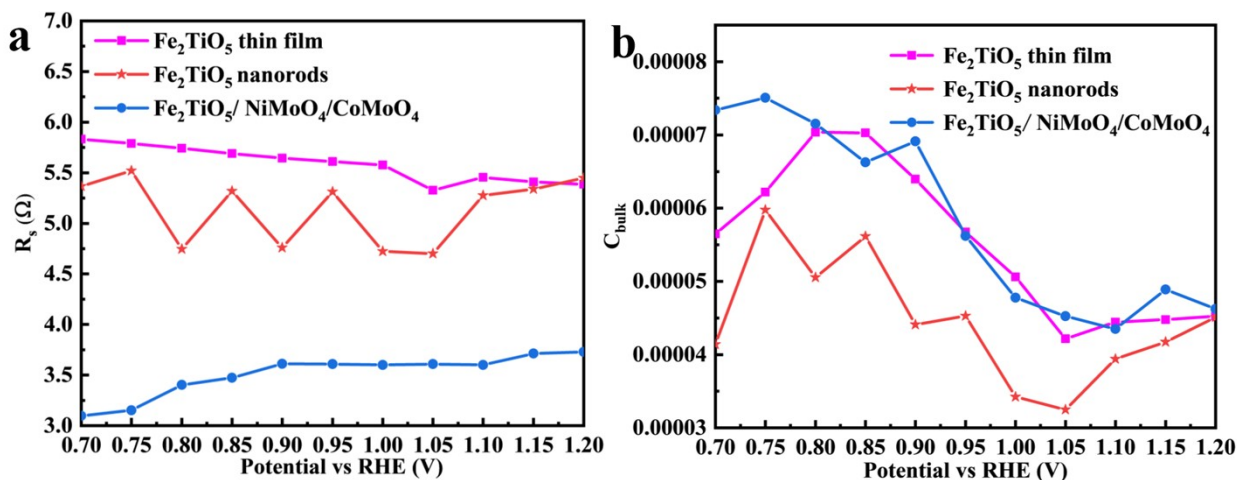 a
Fe₂TiO₅ thin film
Fe₂TiO₅ nanorods
Fe₂TiO₅/ NiMoO₄/CoMoO₄
Rₛ (Ω)
7.0
6.5
6.0
5.5
5.0
4.5
4.0
3.5
3.0
0.70 0.75 0.80 0.85 0.90 0.95 1.00 1.05 1.10 1.15 1.20
Potential vs RHE (V)
b
Fe₂TiO₅ thin film
Fe₂TiO₅ nanorods
Fe₂TiO₅/ NiMoO₄/CoMoO₄
C_bulk
0.00008
0.00007
0.00006
0.00005
0.00004
0.00003
0.70 0.75 0.80 0.85 0.90 0.95 1.00 1.05 1.10 1.15 1.20
Potential vs RHE (V)